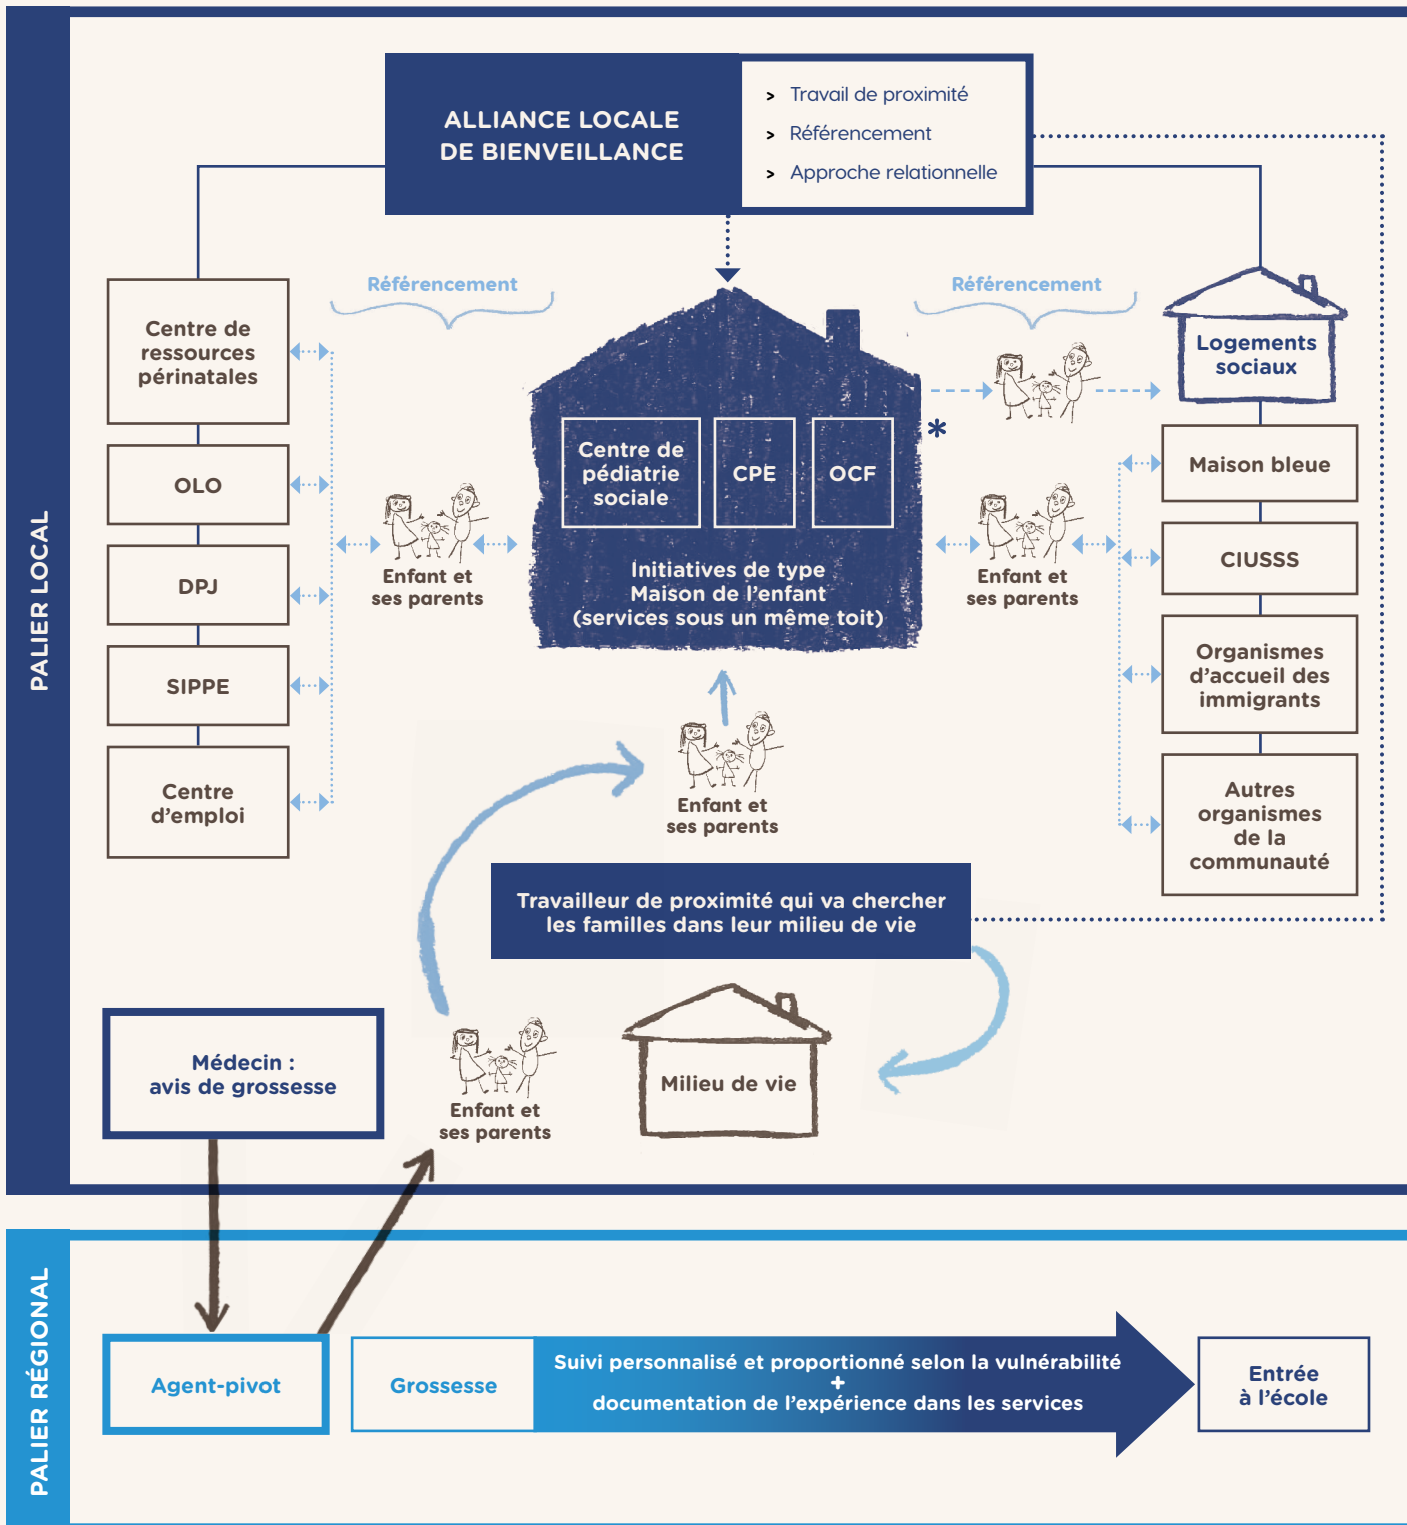 PALIER LOCAL
ALLIANCE LOCALE
DE BIENVEILLANCE
> Travail de proximité
> Référencement
> Approche relationnelle
Référencement
Référencement
Centre de
ressources
périnatales
OLO
DPJ
SIPPE
Centre
d'emploi
Enfant et
ses parents
Centre de
pédiatrie
sociale
CPE
OCF
*
Initiatives de type
Maison de l'enfant
(services sous un même toit)
Enfant et
ses parents
Logements
sociaux
Maison bleue
CIUSSS
Organismes
d'accueil des
immigrants
Autres
organismes
de la
communauté
Enfant et
ses parents
Travailleur de proximité qui va chercher
les familles dans leur milieu de vie
Médecin :
avis de grossesse
Enfant et
ses parents
Milieu de vie
PALIER RÉGIONAL
Agent-pivot
Grossesse
Suivi personnalisé et proportionné selon la vulnérabilité
+
documentation de l'expérience dans les services
Entrée
à l'école